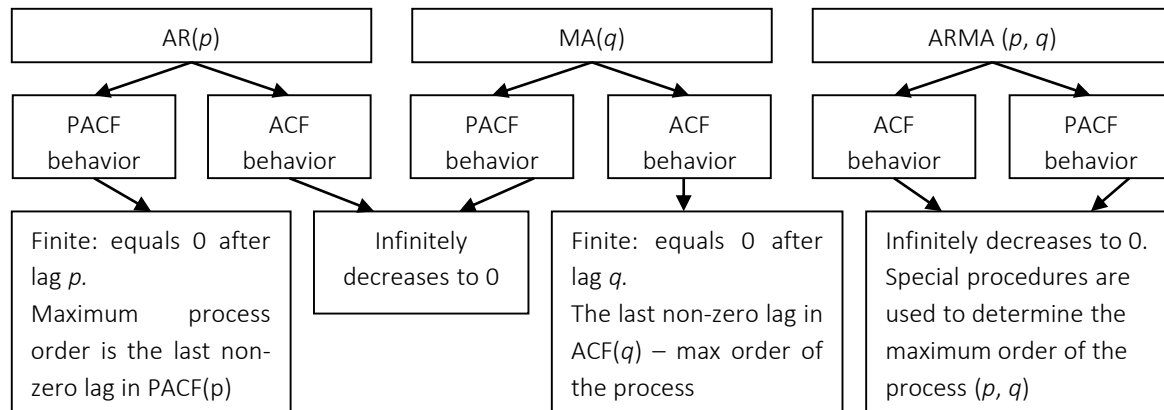 AR(p)
MA(q)
ARMA (p, q)
PACF
behavior
ACF
behavior
PACF
behavior
ACF
behavior
ACF
behavior
PACF
behavior
Finite: equals 0 after
lag p.
Maximum process
order is the last non-
zero lag in PACF(p)
Infinitely
decreases to 0
Finite: equals 0 after
lag q.
The last non-zero lag in
ACF(q) – max order of
the process
Infinitely decreases to 0.
Special procedures are
used to determine the
maximum order of the
process (p, q)